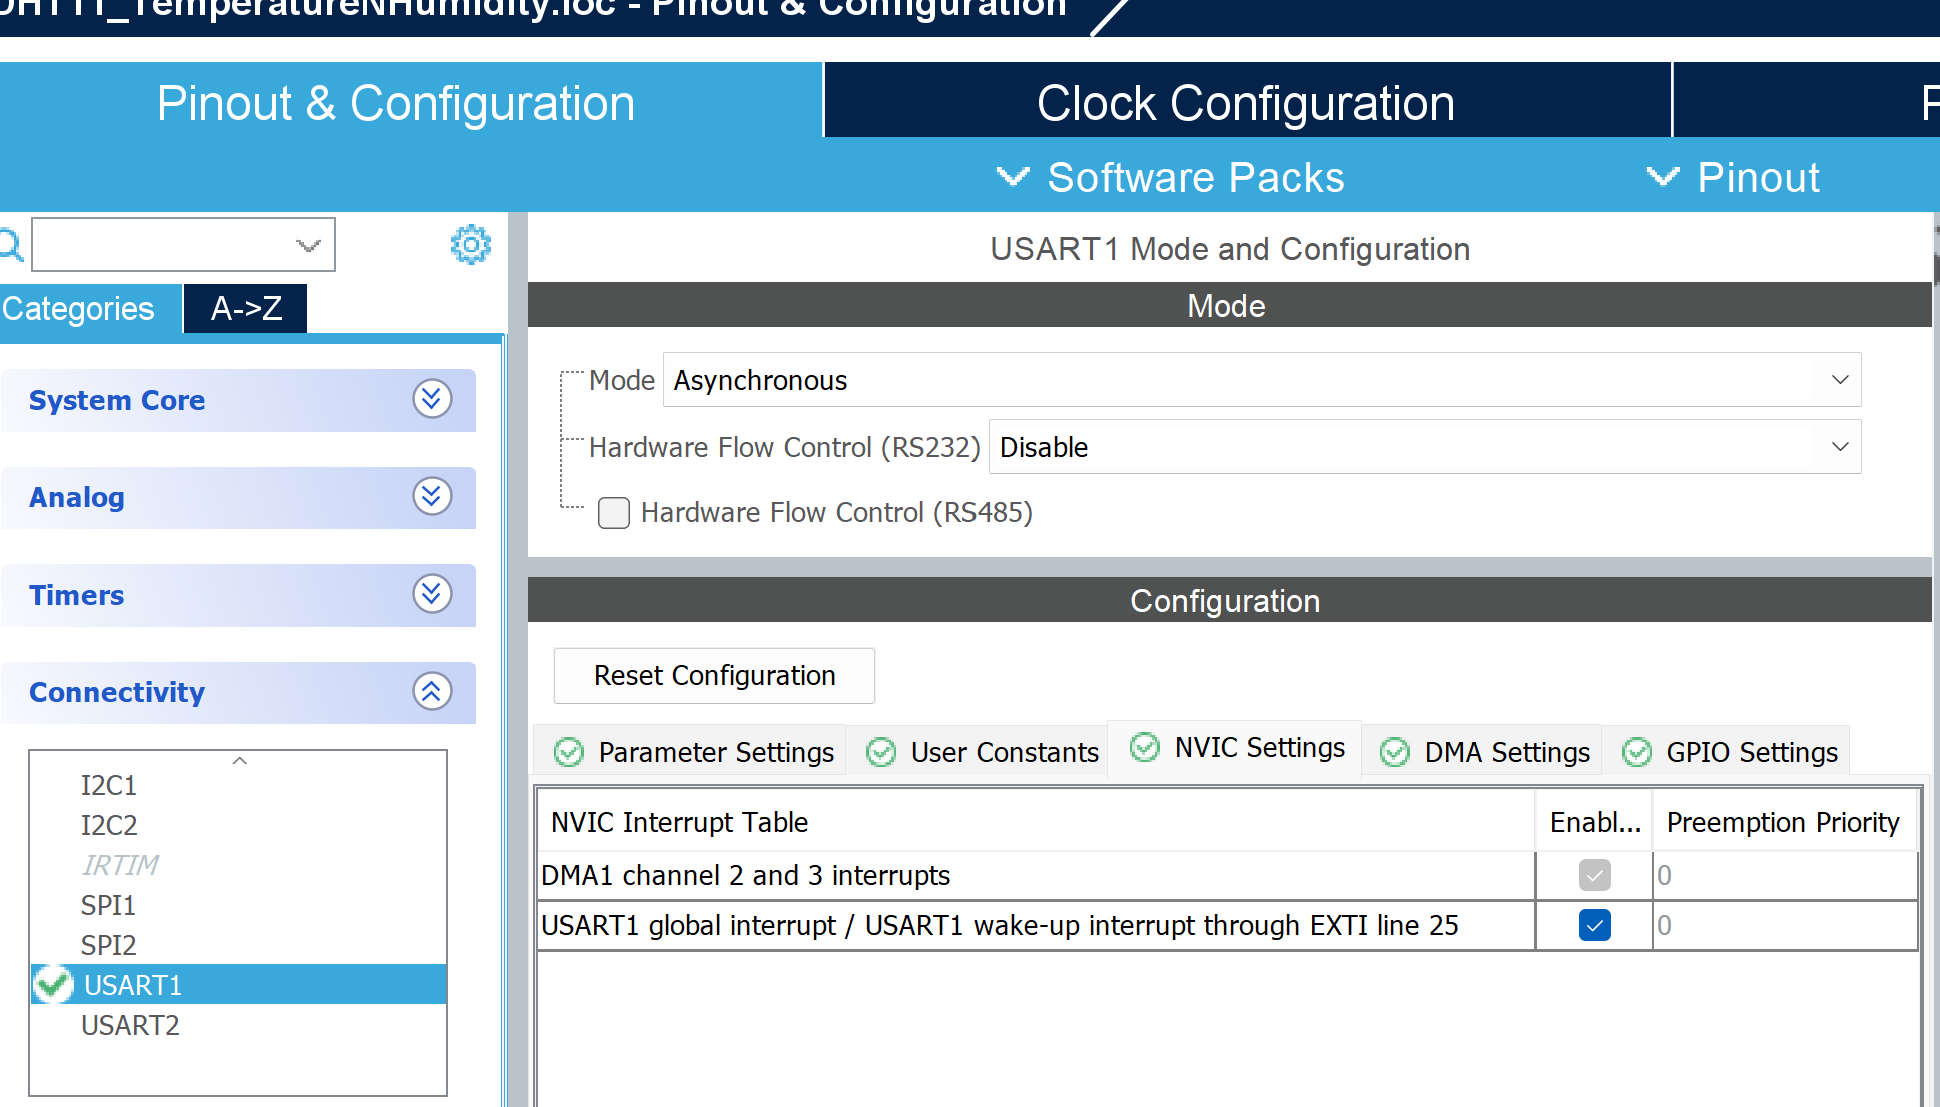 DHT11_TemperatureNHumidity.ioc - Pinout & Configuration
Pinout & Configuration
Clock Configuration
Software Packs
Pinout
USART1 Mode and Configuration
Categories
A->Z
Mode
Mode
Asynchronous
System Core
Hardware Flow Control (RS232)
Disable
Analog
Hardware Flow Control (RS485)
Timers
Configuration
Connectivity
Reset Configuration
Parameter Settings
User Constants
NVIC Settings
DMA Settings
GPIO Settings
I2C1
I2C2
IRTIM
SPI1
SPI2
USART1
USART2
NVIC Interrupt Table
Enabl...
Preemption Priority
DMA1 channel 2 and 3 interrupts
0
USART1 global interrupt / USART1 wake-up interrupt through EXTI line 25
0